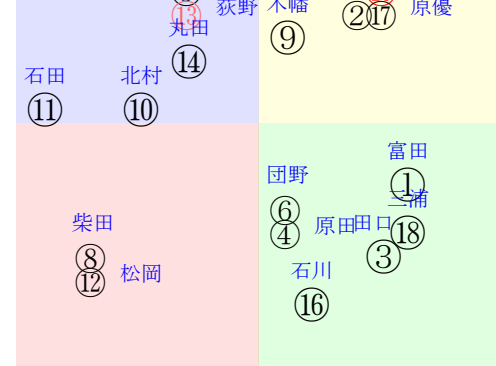 荻野 木幡 原優
⑬ ②⑰
丸田 ⑨
⑭
石田 北村
⑪ ⑩
富田
団野 ①
三浦
⑥
柴田 原田 田口
④ ⑱
⑧ ③
松岡 石川
⑫
⑯